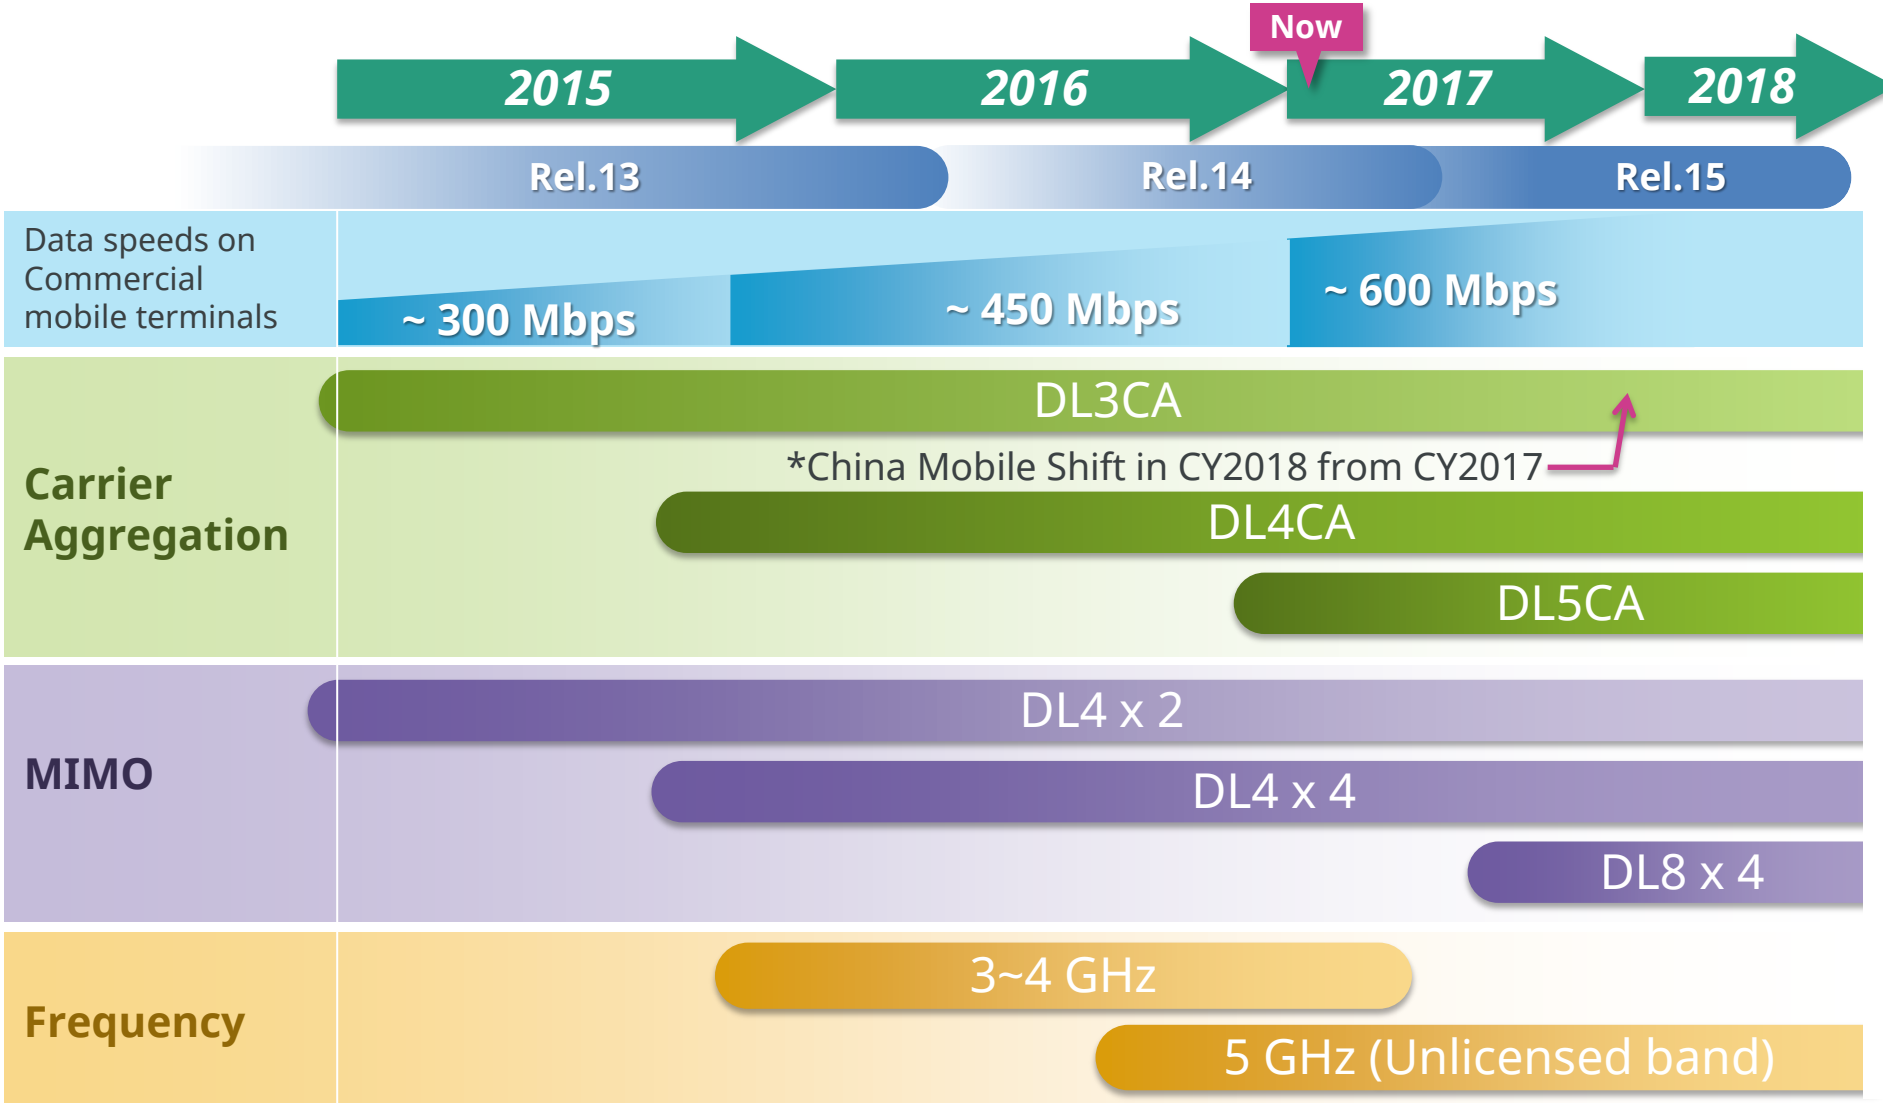 Now
2015
2016
2017
2018
Rel.13
Rel.14
Rel.15
Data speeds on
Commercial
mobile terminals
~ 300 Mbps
~ 450 Mbps
~ 600 Mbps
Carrier
Aggregation
DL3CA
*China Mobile Shift in CY2018 from CY2017
DL4CA
DL5CA
MIMO
DL4 x 2
DL4 x 4
DL8 x 4
Frequency
3~4 GHz
5 GHz (Unlicensed band)